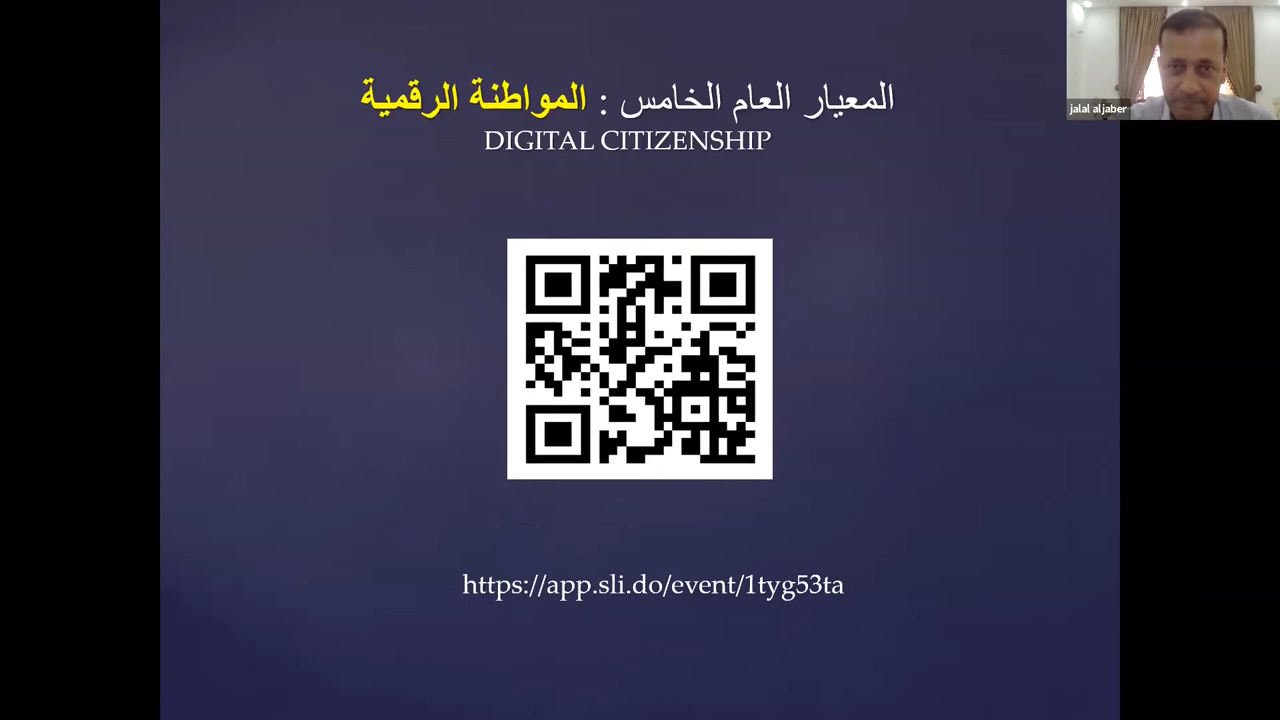 المعيار العام الخامس : المواطنة الرقمية
DIGITAL CITIZENSHIP
https://app.sli.do/event/1tyg53ta
jalal aljaber